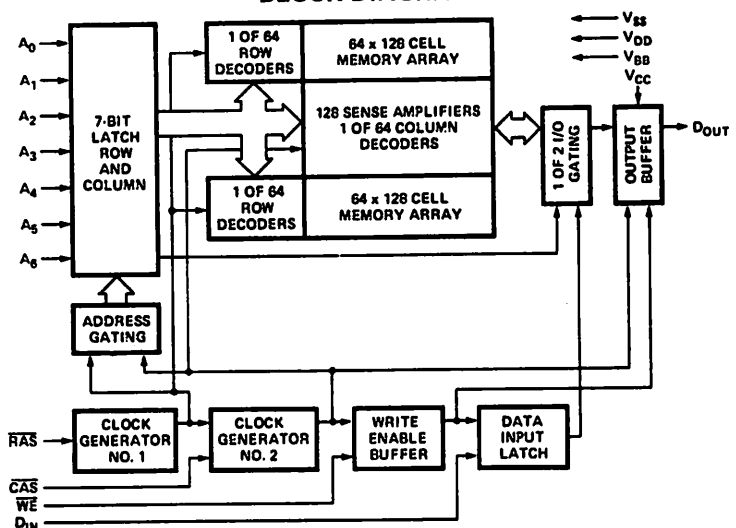 BLOCK DIAGRAM
A0
A1
A2
A3
A4
A5
A6
7-BIT
LATCH
ROW
AND
COLUMN
1 OF 64
ROW
DECODERS
64 x 128 CELL
MEMORY ARRAY
128 SENSE AMPLIFIERS
1 OF 64 COLUMN
DECODERS
1 OF 64
ROW
DECODERS
64 x 128 CELL
MEMORY ARRAY
1 OF 2 I/O
GATING
OUTPUT
BUFFER
VSS
VDD
VBB
VCC
DOUT
ADDRESS
GATING
RAS
CLOCK
GENERATOR
NO. 1
CLOCK
GENERATOR
NO. 2
WRITE
ENABLE
BUFFER
DATA
INPUT
LATCH
CAS
WE
DIN